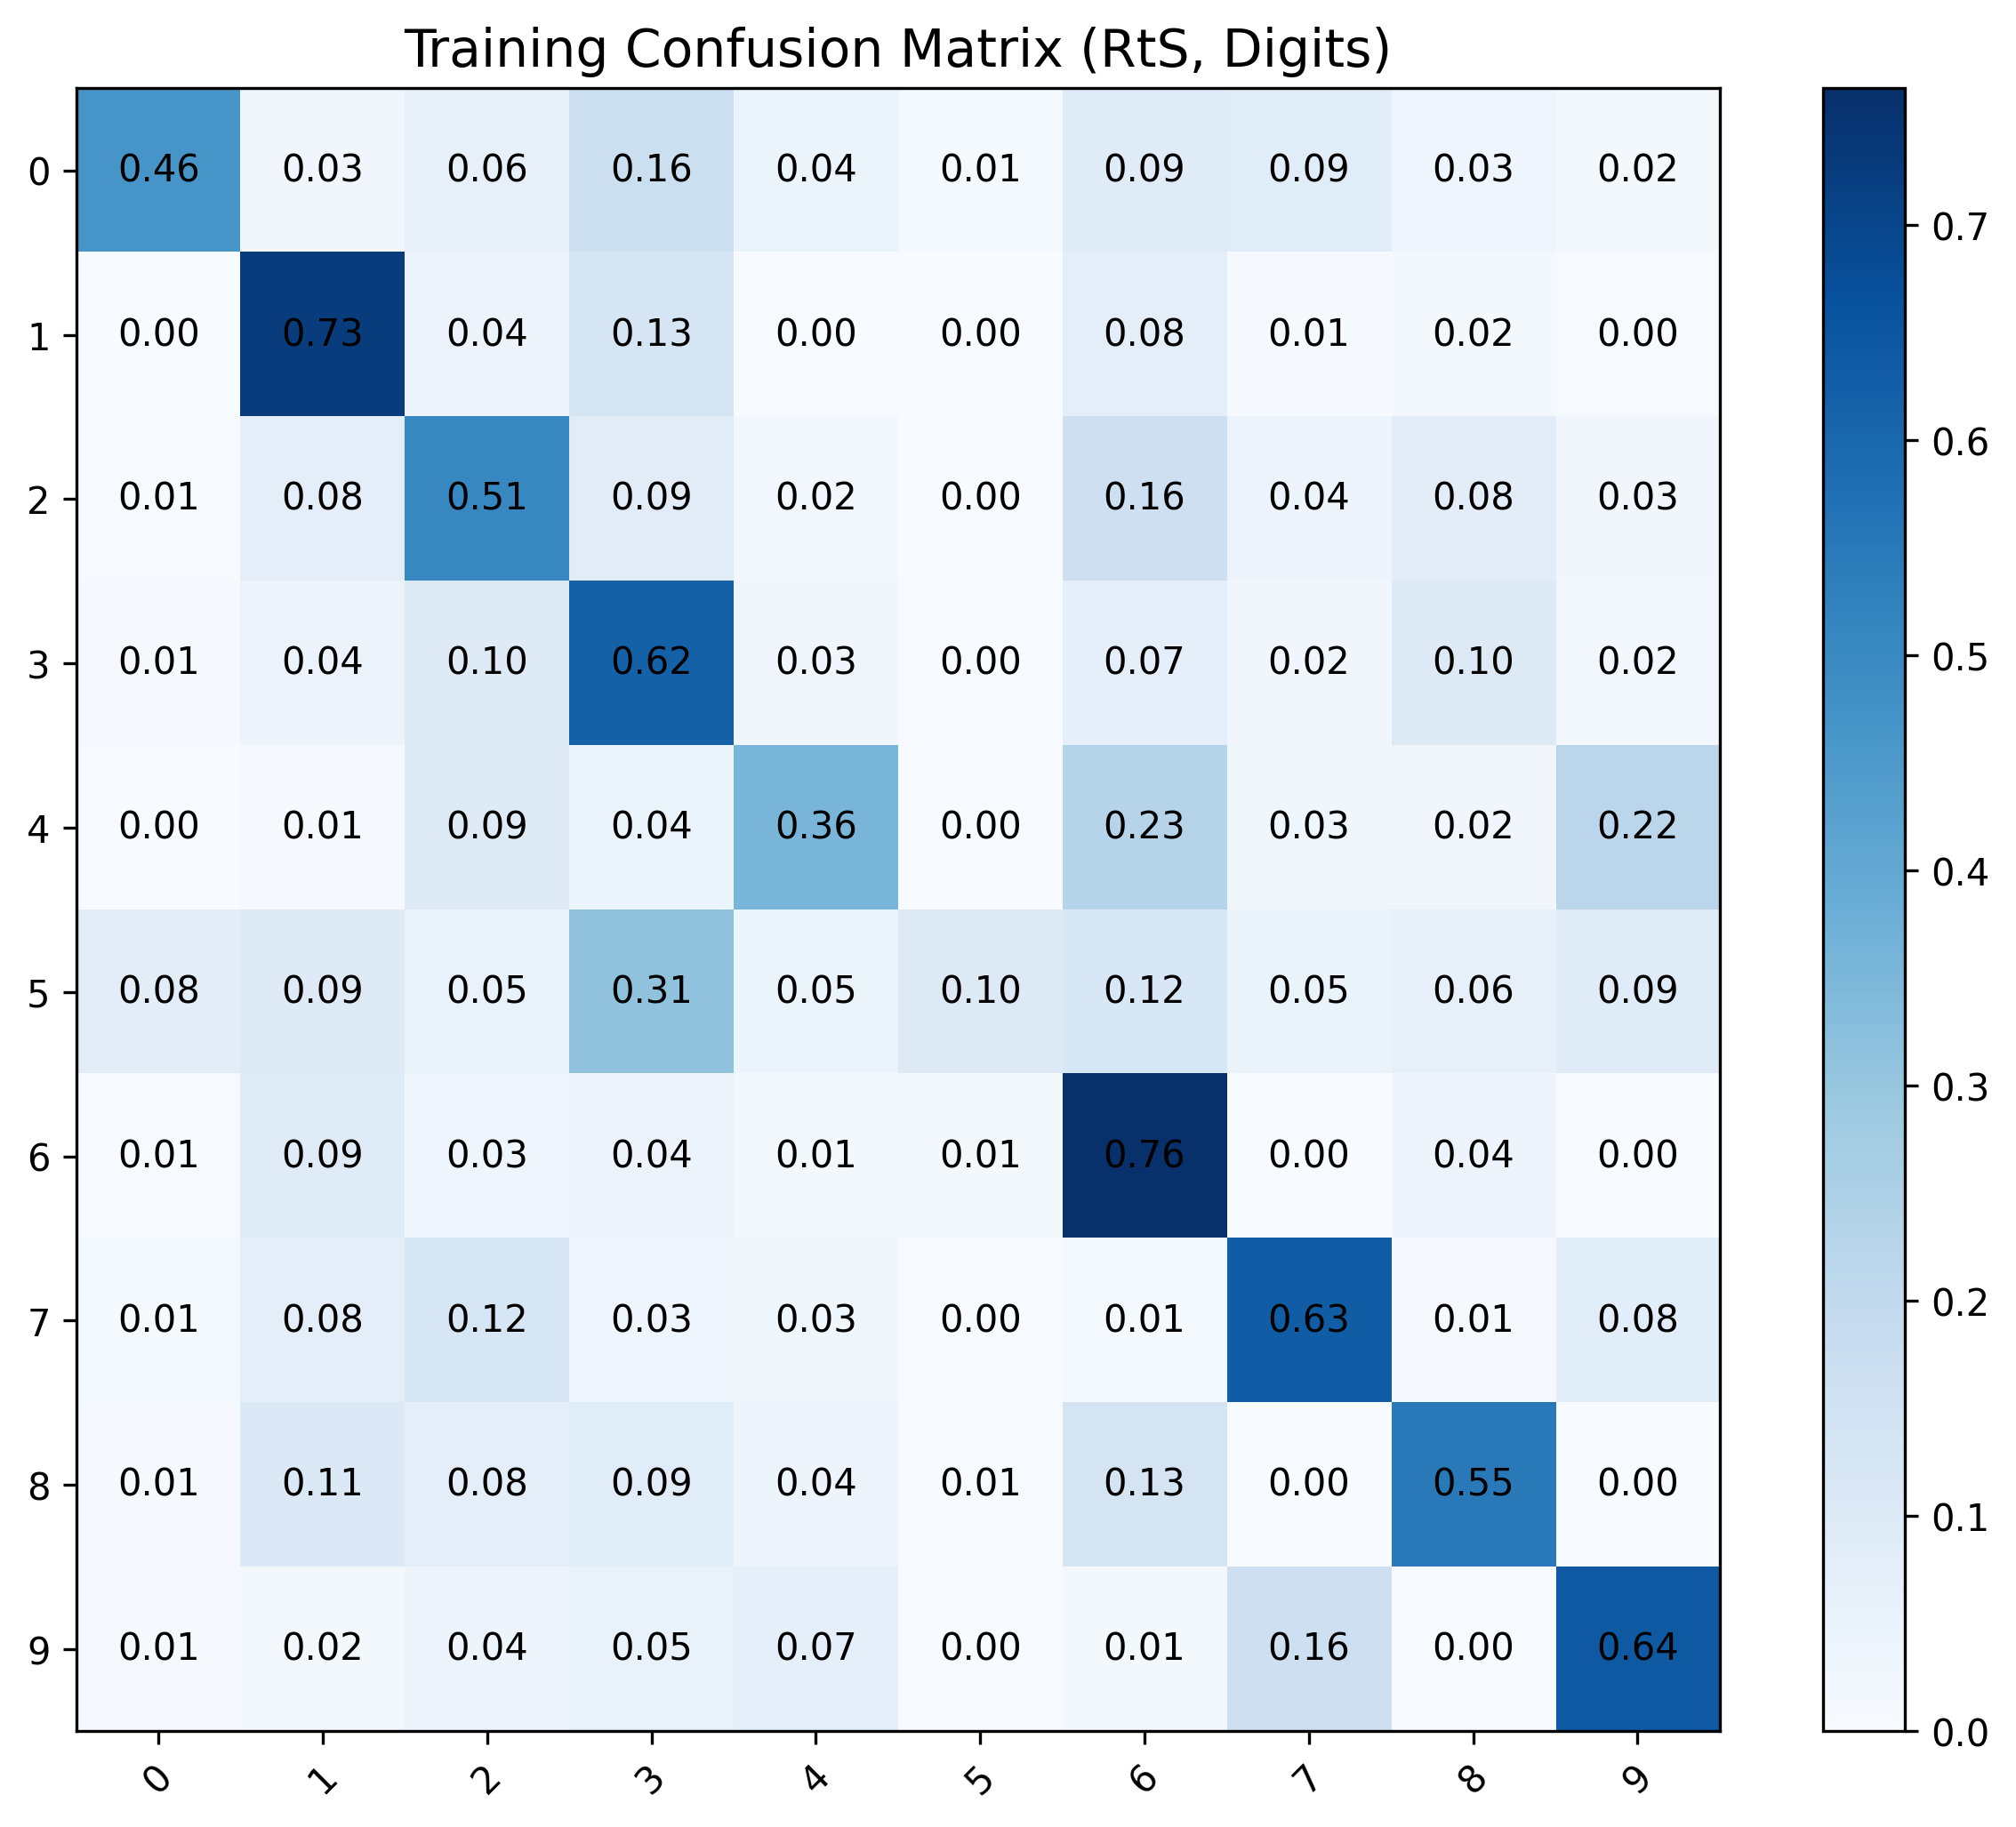 Training Confusion Matrix (RtS, Digits)
0 0.46 0.03 0.06 0.16 0.04 0.01 0.09 0.09 0.03 0.02
1 0.00 0.73 0.04 0.13 0.00 0.00 0.08 0.01 0.02 0.00
2 0.01 0.08 0.51 0.09 0.02 0.00 0.16 0.04 0.08 0.03
3 0.01 0.04 0.10 0.62 0.03 0.00 0.07 0.02 0.10 0.02
4 0.00 0.01 0.09 0.04 0.36 0.00 0.23 0.03 0.02 0.22
5 0.08 0.09 0.05 0.31 0.05 0.10 0.12 0.05 0.06 0.09
6 0.01 0.09 0.03 0.04 0.01 0.01 0.76 0.00 0.04 0.00
7 0.01 0.08 0.12 0.03 0.03 0.00 0.01 0.63 0.01 0.08
8 0.01 0.11 0.08 0.09 0.04 0.01 0.13 0.00 0.55 0.00
9 0.01 0.02 0.04 0.05 0.07 0.00 0.01 0.16 0.00 0.64
0 1 2 3 4 5 6 7 8 9
0.7
0.6
0.5
0.4
0.3
0.2
0.1
0.0